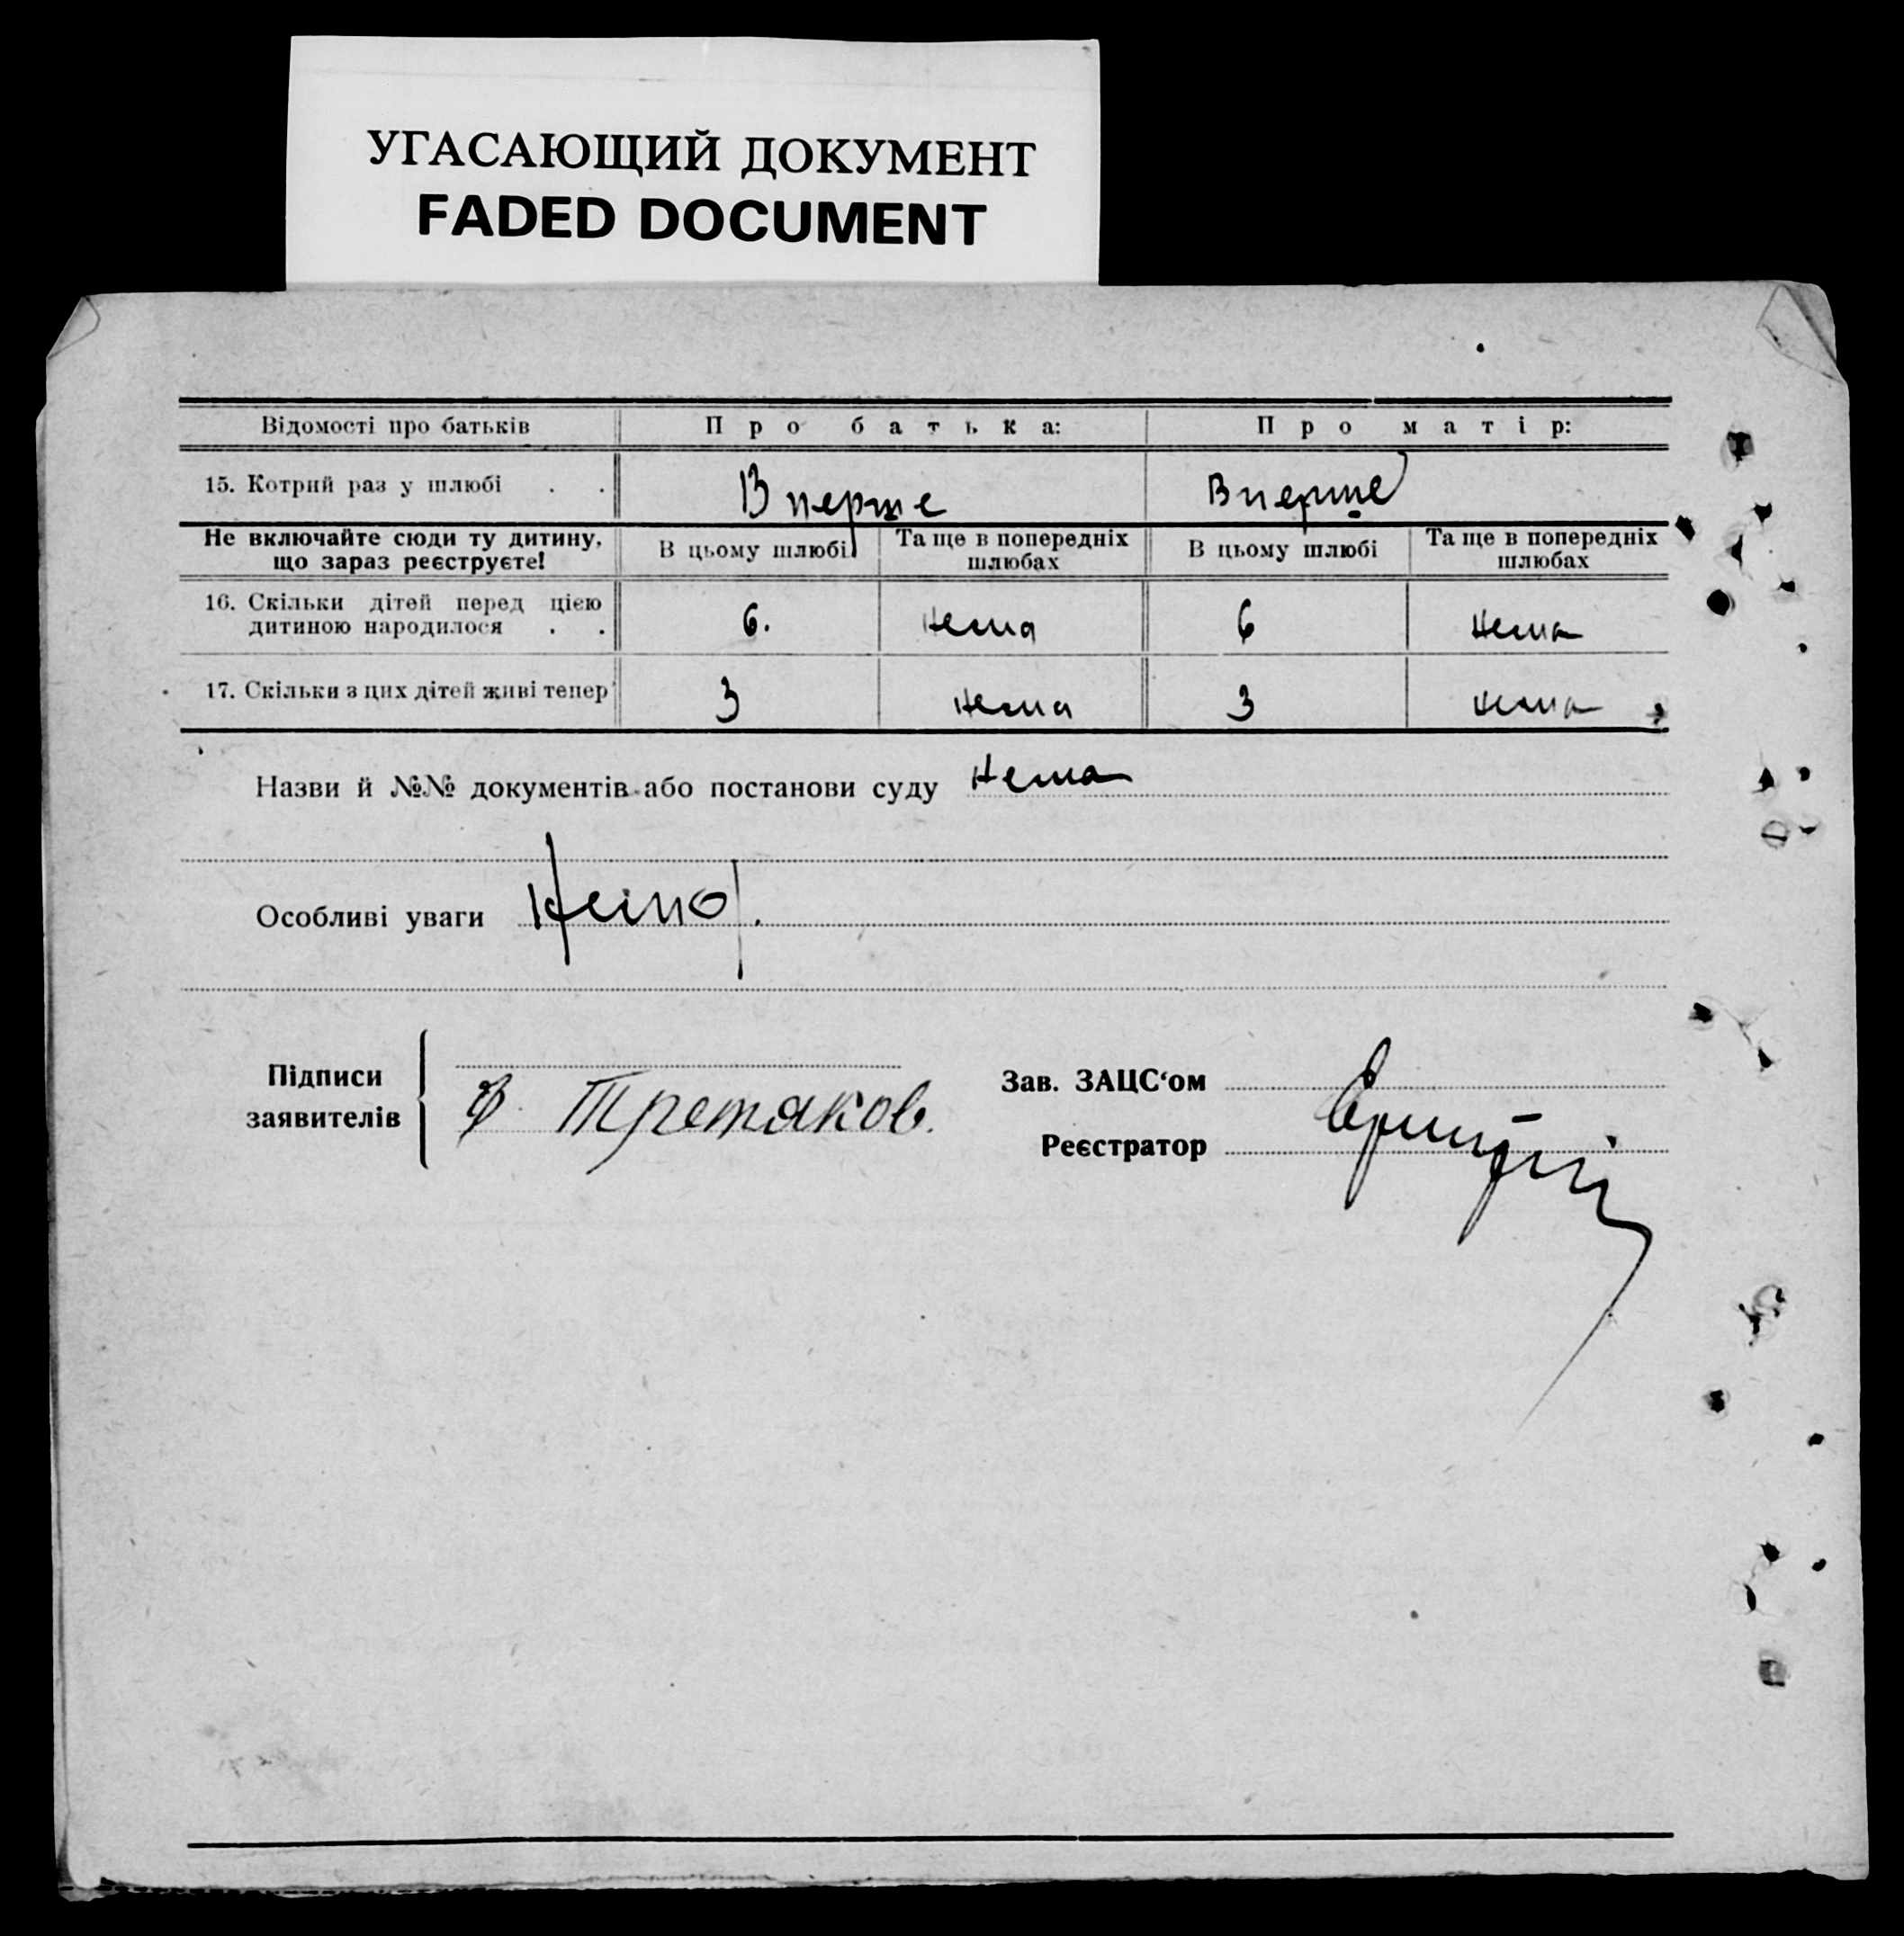 УГАСАЮЩИЙ ДОКУМЕНТ
FADED DOCUMENT
Відомості про батьків Про батька: Про матір:
15. Котрий раз у шлюбі . . Вперше Вперше
Не включайте сюди ту дитину, що зараз реєструєте! В цьому шлюбі Та ще в попередніх шлюбах В цьому шлюбі Та ще в попередніх шлюбах
16. Скільки дітей перед цією дитиною народилося . . 6. нема 6 нема
17. Скільки з цих дітей живі тепер 3 нема 3 нема
Назви й №№ документів або постанови суду нема
Особливі уваги Нема.
Підписи заявителів Третяков.
Зав. ЗАЦС‘ом
Реєстратор